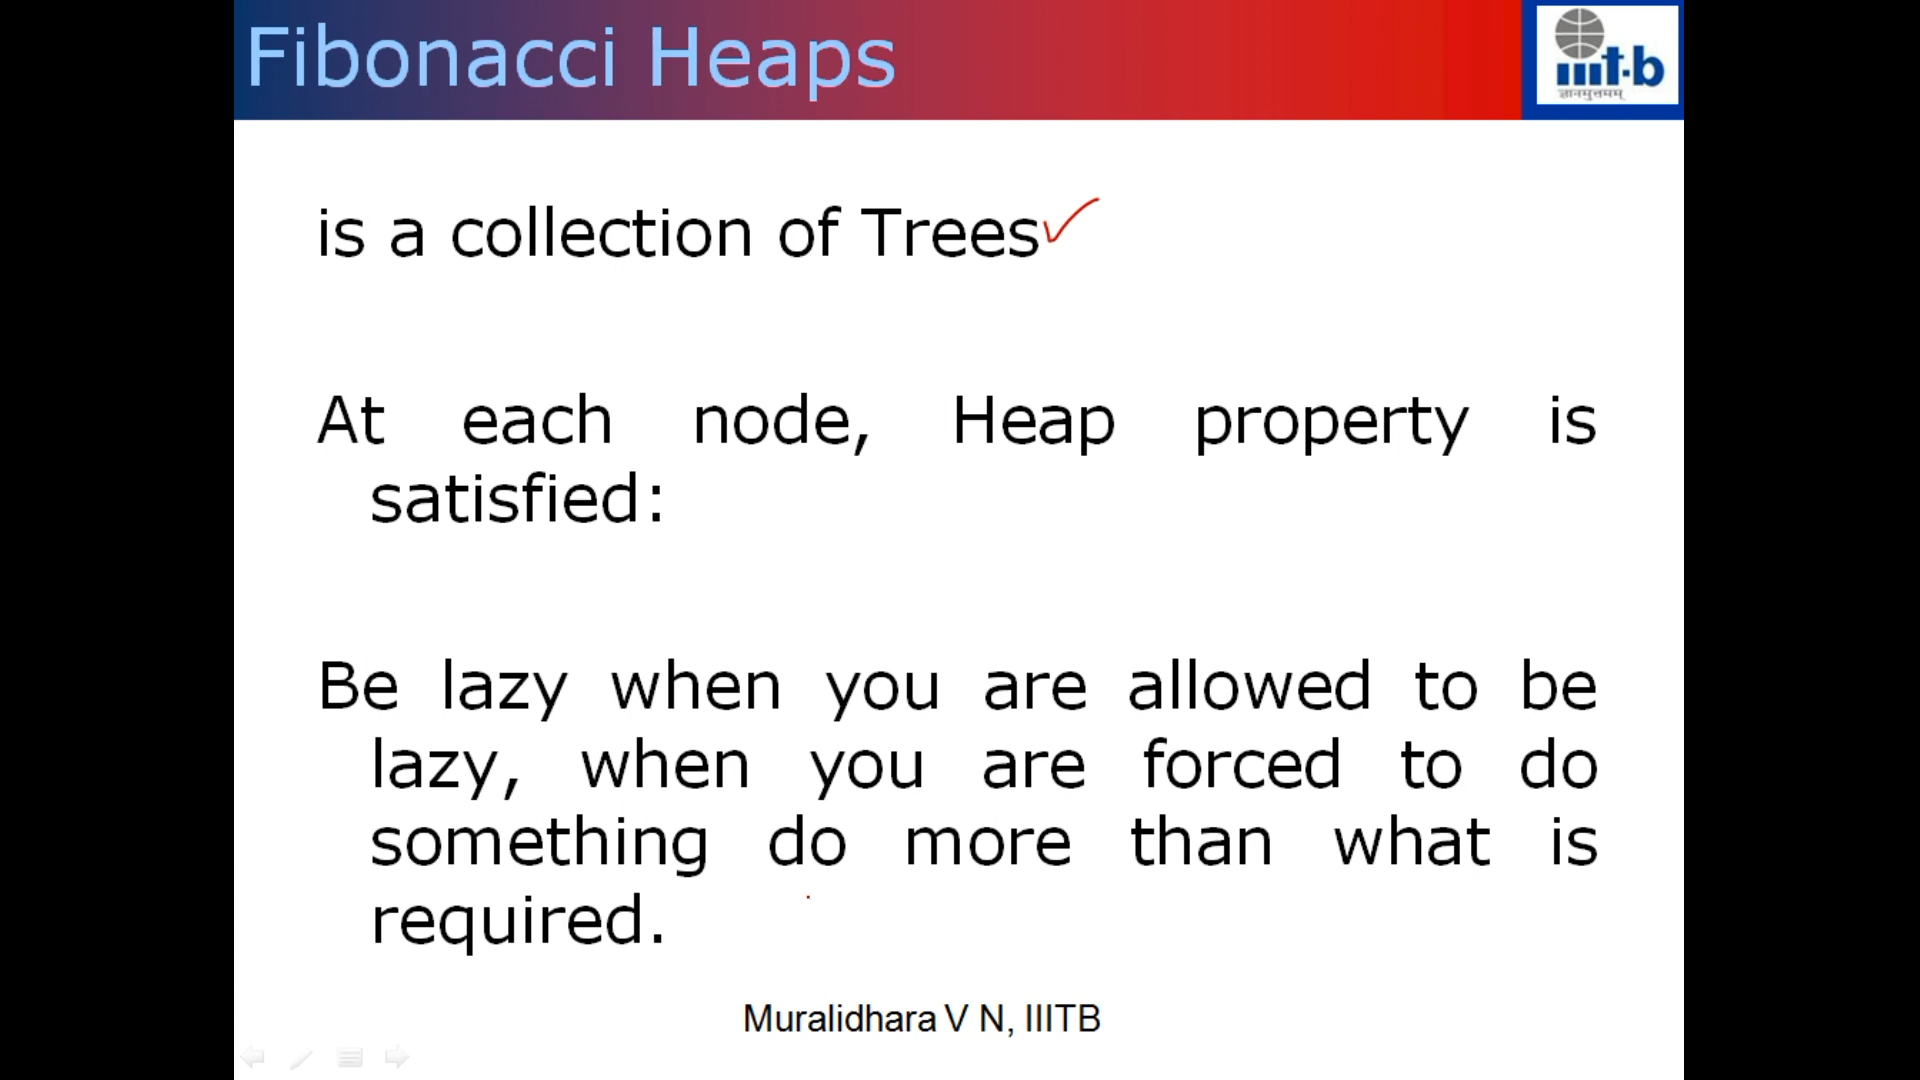 Fibonacci Heaps
iiit-b
ज्ञानमुत्तमम्
is a collection of Trees
At each node, Heap property is
satisfied:
Be lazy when you are allowed to be
lazy, when you are forced to do
something do more than what is
required.
Muralidhara V N, IIITB